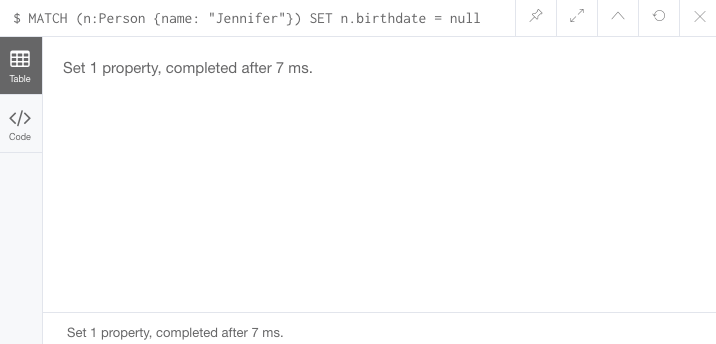 $ MATCH (n:Person {name: "Jennifer"}) SET n.birthdate = null
Table
Set 1 property, completed after 7 ms.
Code
Set 1 property, completed after 7 ms.